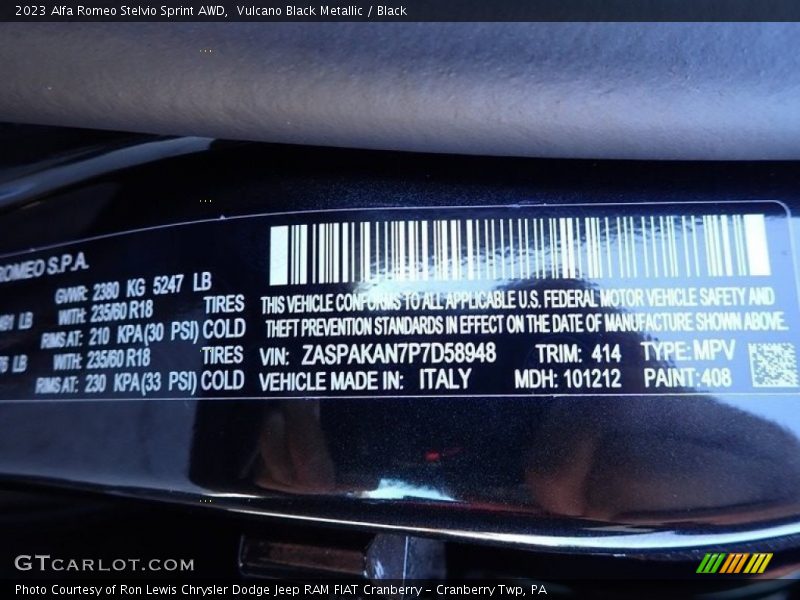 2023 Alfa Romeo Stelvio Sprint AWD, Vulcano Black Metallic / Black
ROMEO S.P.A.
GVWR: 2380 KG 5247 LB
WITH: 235/60 R18 TIRES
LB RIMS AT: 210 KPA(30 PSI) COLD
WITH: 235/60 R18 TIRES
LB RIMS AT: 230 KPA(33 PSI) COLD
THIS VEHICLE CONFORMS TO ALL APPLICABLE U.S. FEDERAL MOTOR VEHICLE SAFETY AND
THEFT PREVENTION STANDARDS IN EFFECT ON THE DATE OF MANUFACTURE SHOWN ABOVE.
VIN: ZASPAKAN7P7D58948 TRIM: 414 TYPE: MPV
VEHICLE MADE IN: ITALY MDH: 101212 PAINT: 408
GTCARLOT.COM
Photo Courtesy of Ron Lewis Chrysler Dodge Jeep RAM FIAT Cranberry - Cranberry Twp, PA